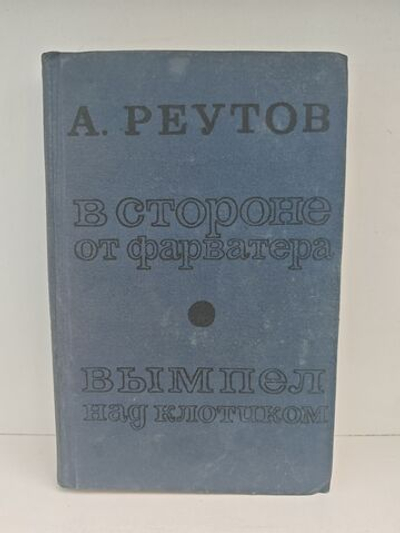 А. РЕУТОВ
в стороне
от фарватера
вымпел
над клотиком